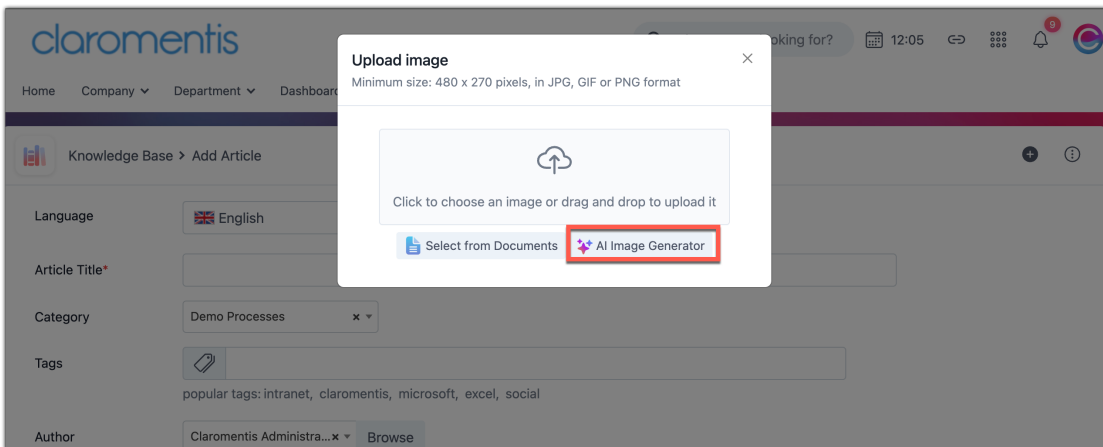 claromentis
oking for?
12:05
9
Home Company Department Dashboard
Upload image
Minimum size: 480 x 270 pixels, in JPG, GIF or PNG format
Knowledge Base > Add Article
Click to choose an image or drag and drop to upload it
Select from Documents
AI Image Generator
Language
English
Article Title*
Category
Demo Processes
Tags
popular tags: intranet, claromentis, microsoft, excel, social
Author
Claromentis Administra...
Browse